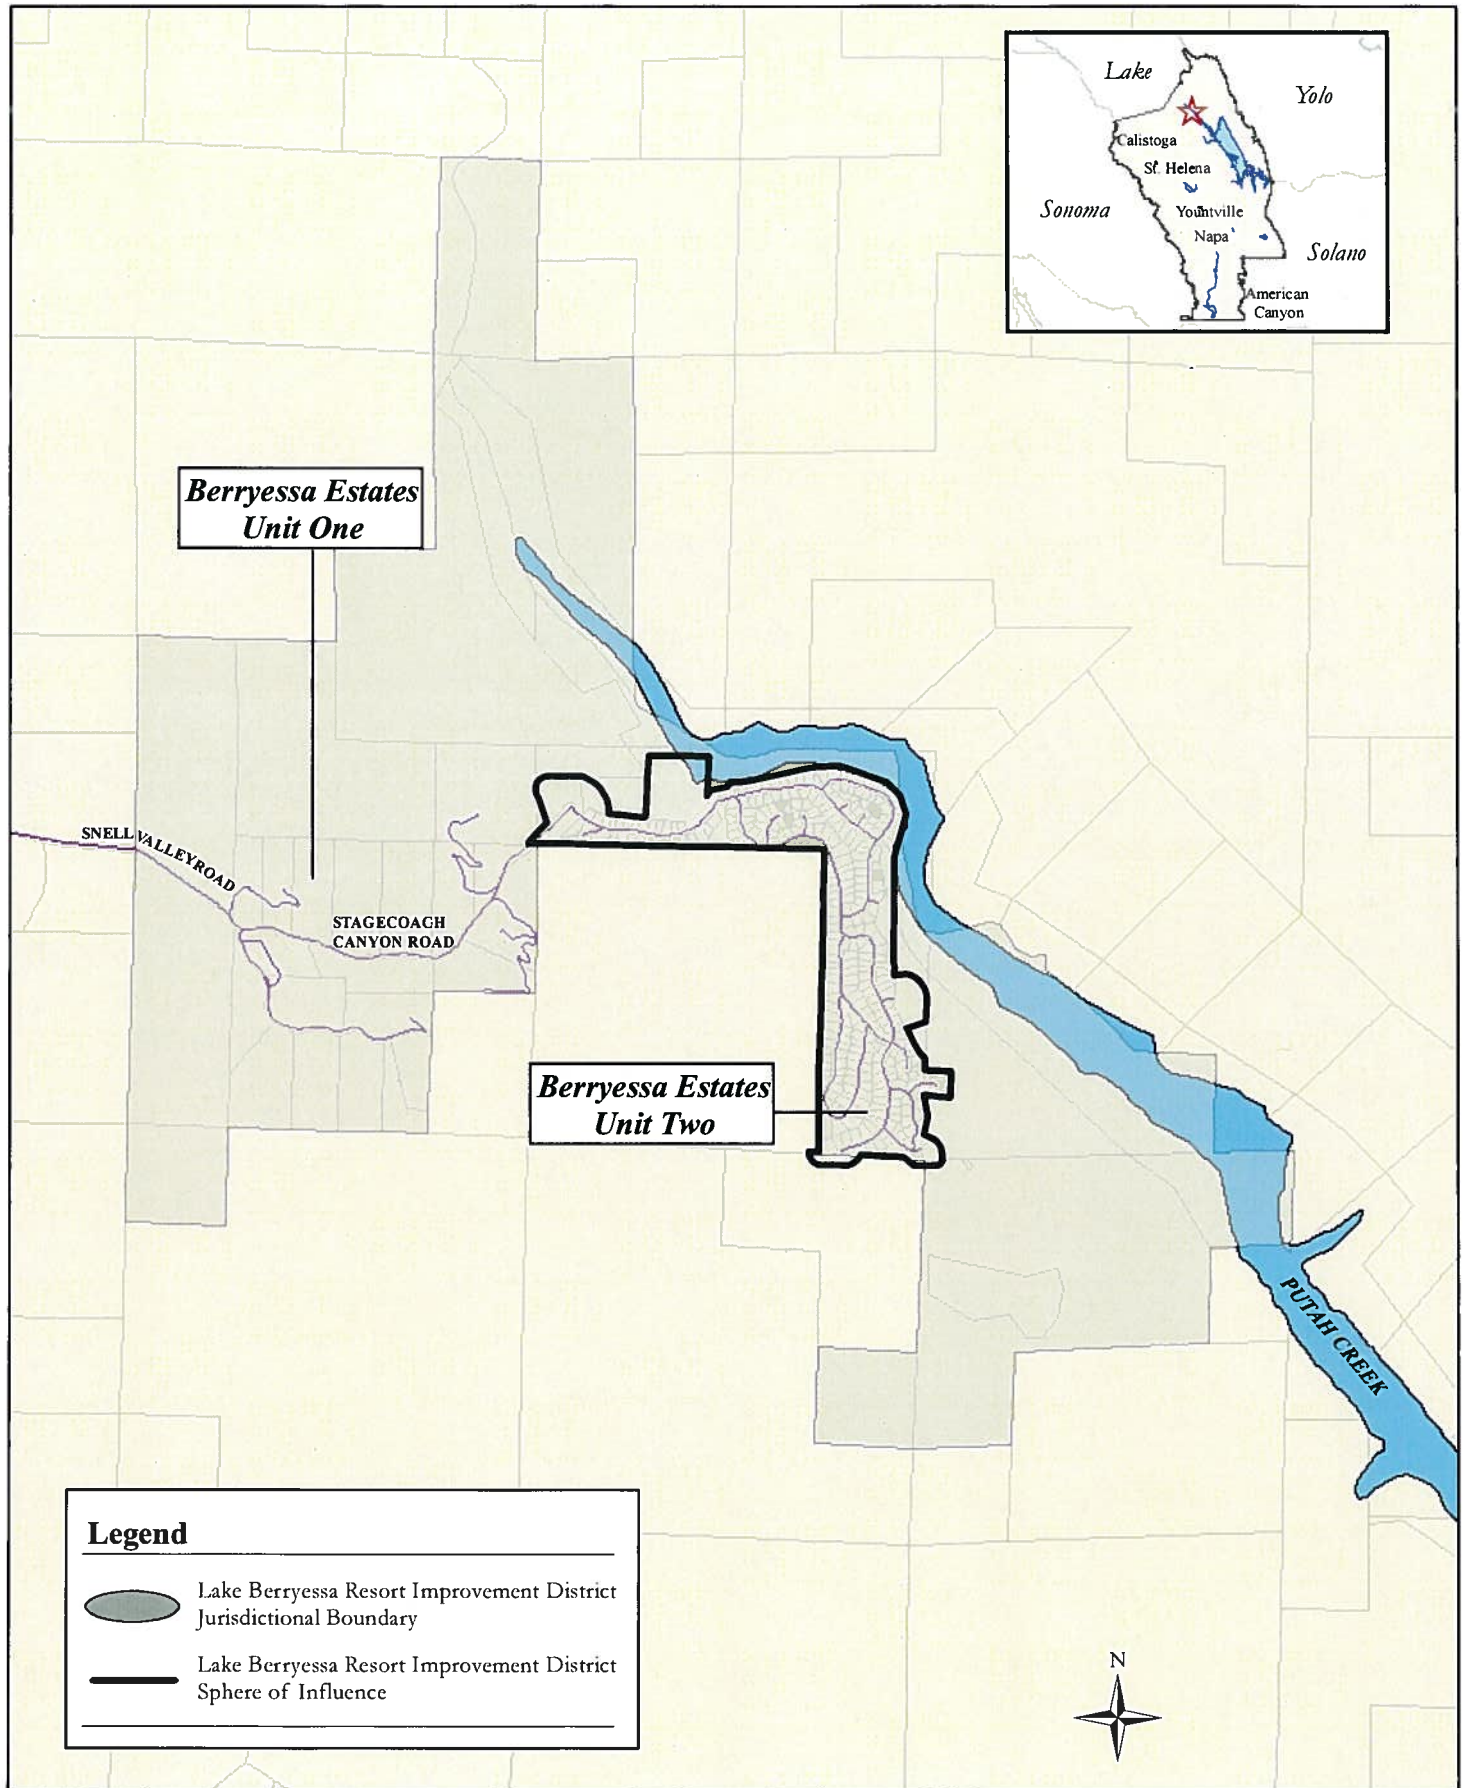 Lake
Yolo
Calistoga
St. Helena
Sonoma
Yountville
Napa
Solano
American
Canyon
Berryessa Estates
Unit One
SNELL VALLEY ROAD
STAGECOACH
CANYON ROAD
Berryessa Estates
Unit Two
PUTAH CREEK
Legend
Lake Berryessa Resort Improvement District
Jurisdictional Boundary
Lake Berryessa Resort Improvement District
Sphere of Influence
N